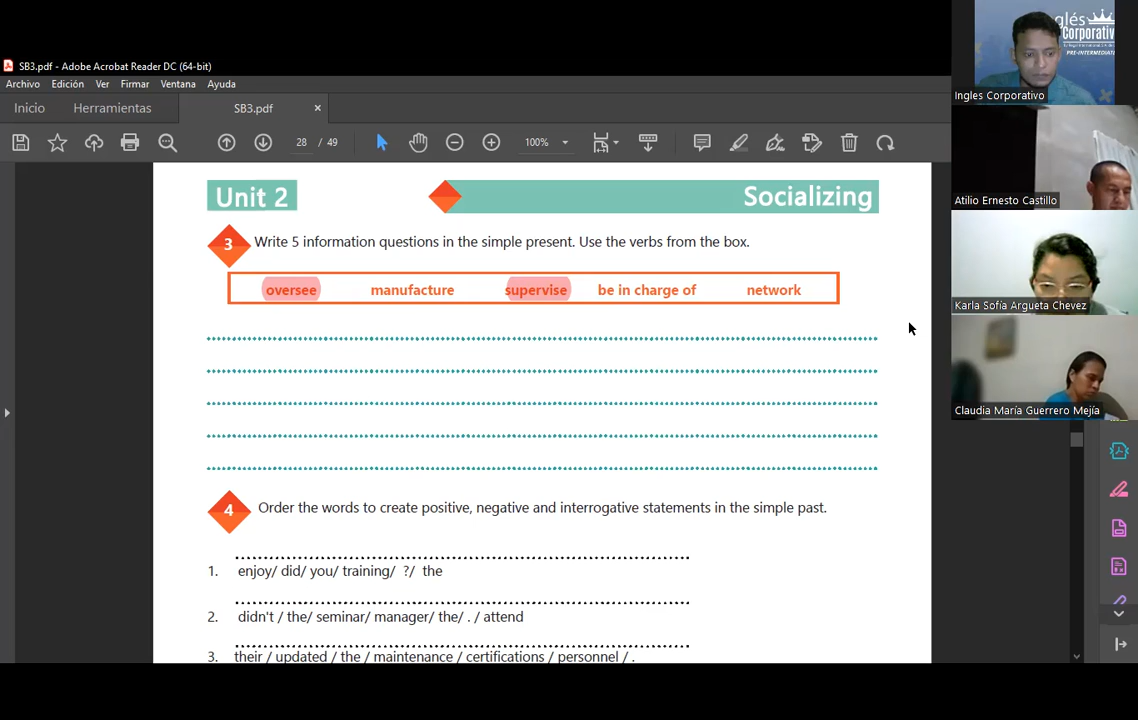 SB3.pdf - Adobe Acrobat Reader DC (64-bit)
Archivo Edición Ver Firmar Ventana Ayuda
Inicio Herramientas SB3.pdf ×
28 / 49 100%
Unit 2 Socializing
3 Write 5 information questions in the simple present. Use the verbs from the box.
oversee manufacture supervise be in charge of network
4 Order the words to create positive, negative and interrogative statements in the simple past.
1. enjoy/ did/ you/ training/ ?/ the
2. didn't / the/ seminar/ manager/ the/ . / attend
3. their / updated / the / maintenance / certifications / personnel / .
glés
Corporativ
PRE-INTERMEDIAT
Ingles Corporativo
Atilio Ernesto Castillo
Karla Sofía Argueta Chevez
Claudia María Guerrero Mejía